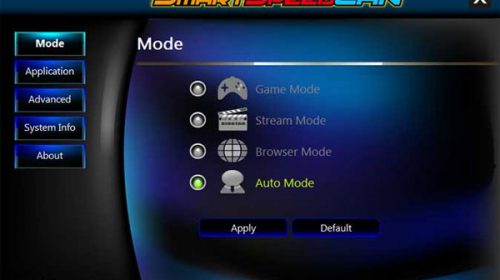 SMARTSPEEDLAN
X
Mode
Application
Advanced
System Info
About
Mode
Game Mode
Stream Mode
Browser Mode
Auto Mode
Apply
Default